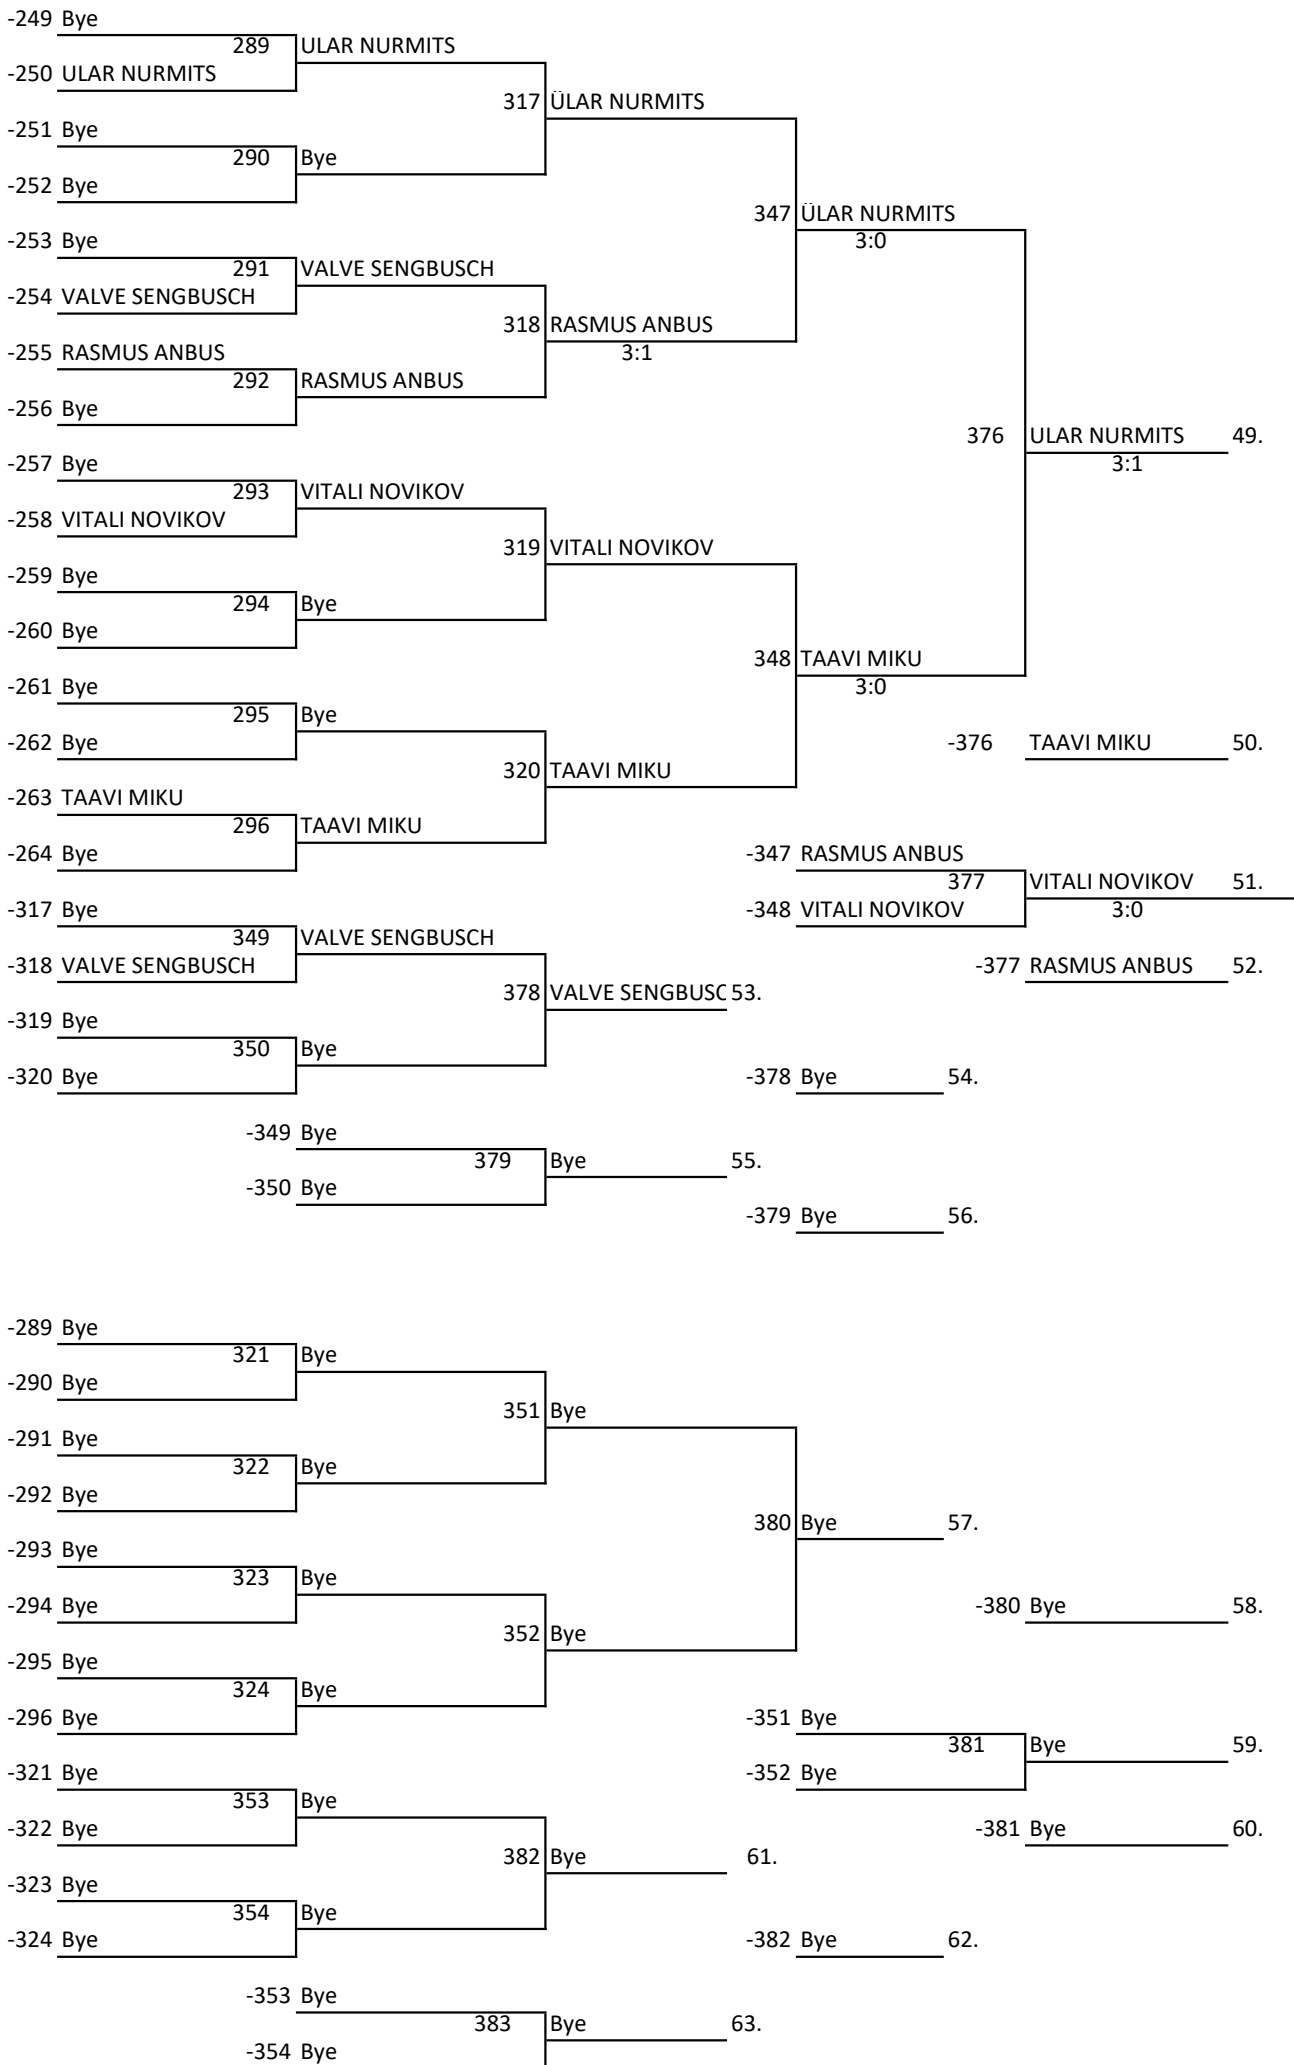 -249 Bye
289 ULAR NURMITS
-250 ULAR NURMITS
317 ÜLAR NURMITS
-251 Bye
290 Bye
-252 Bye
347 ÜLAR NURMITS
-253 Bye
3:0
291 VALVE SENGBUSCH
-254 VALVE SENGBUSCH
318 RASMUS ANBUS
-255 RASMUS ANBUS
3:1
292 RASMUS ANBUS
-256 Bye
376 ULAR NURMITS 49.
-257 Bye
3:1
293 VITALI NOVIKOV
-258 VITALI NOVIKOV
319 VITALI NOVIKOV
-259 Bye
294 Bye
-260 Bye
348 TAAVI MIKU
-261 Bye
3:0
295 Bye
-262 Bye
-376 TAAVI MIKU 50.
320 TAAVI MIKU
-263 TAAVI MIKU
296 TAAVI MIKU
-264 Bye
-347 RASMUS ANBUS
377 VITALI NOVIKOV 51.
-317 Bye
-348 VITALI NOVIKOV
3:0
349 VALVE SENGBUSCH
-318 VALVE SENGBUSCH
-377 RASMUS ANBUS 52.
378 VALVE SENGBUSC 53.
-319 Bye
350 Bye
-320 Bye
-378 Bye 54.
-349 Bye
379 Bye 55.
-350 Bye
-379 Bye 56.
-289 Bye
321 Bye
-290 Bye
351 Bye
-291 Bye
322 Bye
-292 Bye
380 Bye 57.
-293 Bye
323 Bye
-294 Bye
-380 Bye 58.
352 Bye
-295 Bye
324 Bye
-296 Bye
-351 Bye
381 Bye 59.
-321 Bye
-352 Bye
353 Bye
-322 Bye
-381 Bye 60.
382 Bye 61.
-323 Bye
354 Bye
-324 Bye
-382 Bye 62.
-353 Bye
383 Bye 63.
-354 Bye